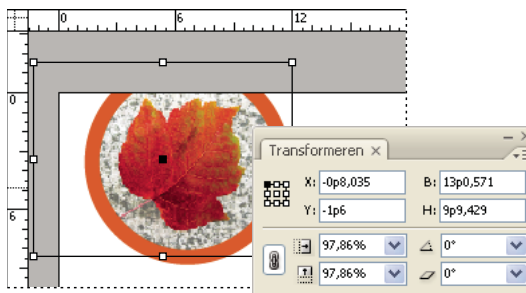 0 6 12
0
6
Transformeren ×
X: -0p8,035 B: 13p0,571
Y: -1p6 H: 9p9,429
97,86% 0°
97,86% 0°